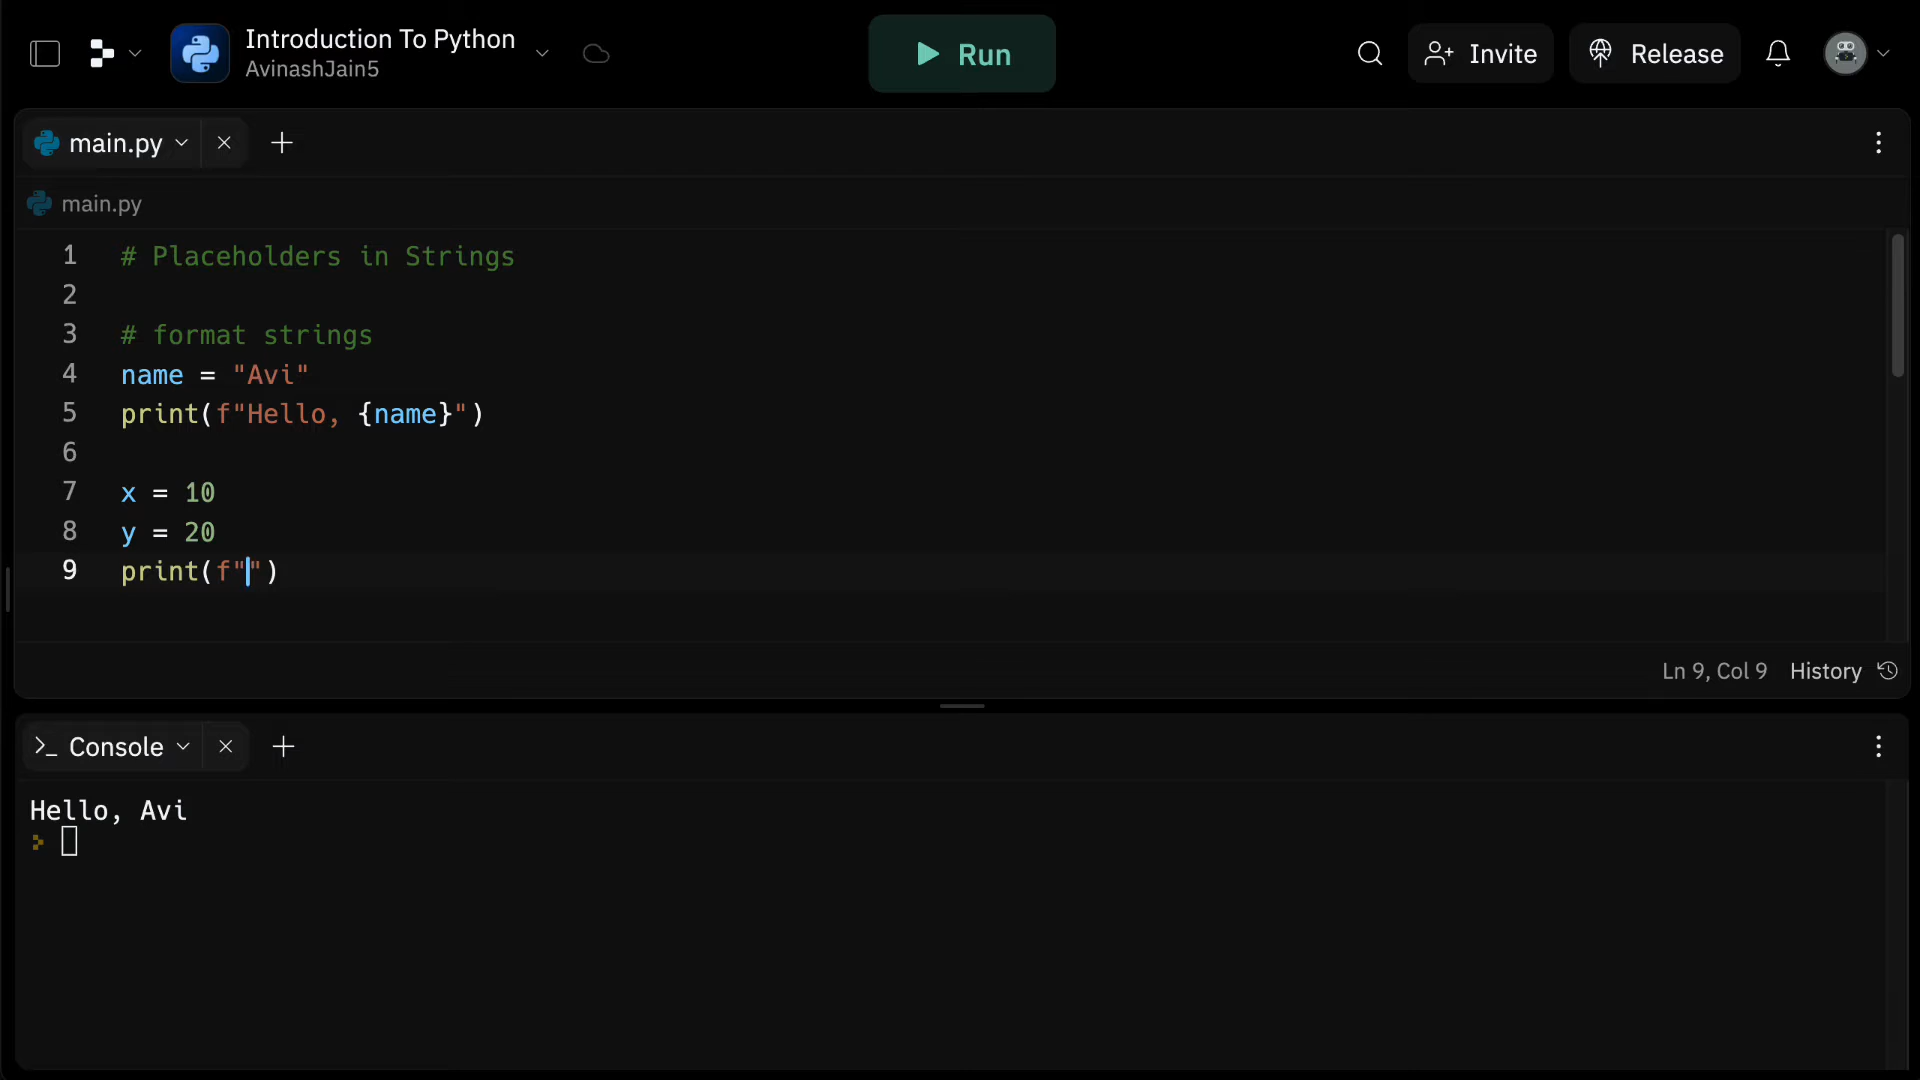 Introduction To Python
AvinashJain5
Run
Invite
Release
main.py
main.py
1 # Placeholders in Strings
2
3 # format strings
4 name = "Avi"
5 print(f"Hello, {name}")
6
7 x = 10
8 y = 20
9 print(f"")
Ln 9, Col 9 History
>_ Console
Hello, Avi